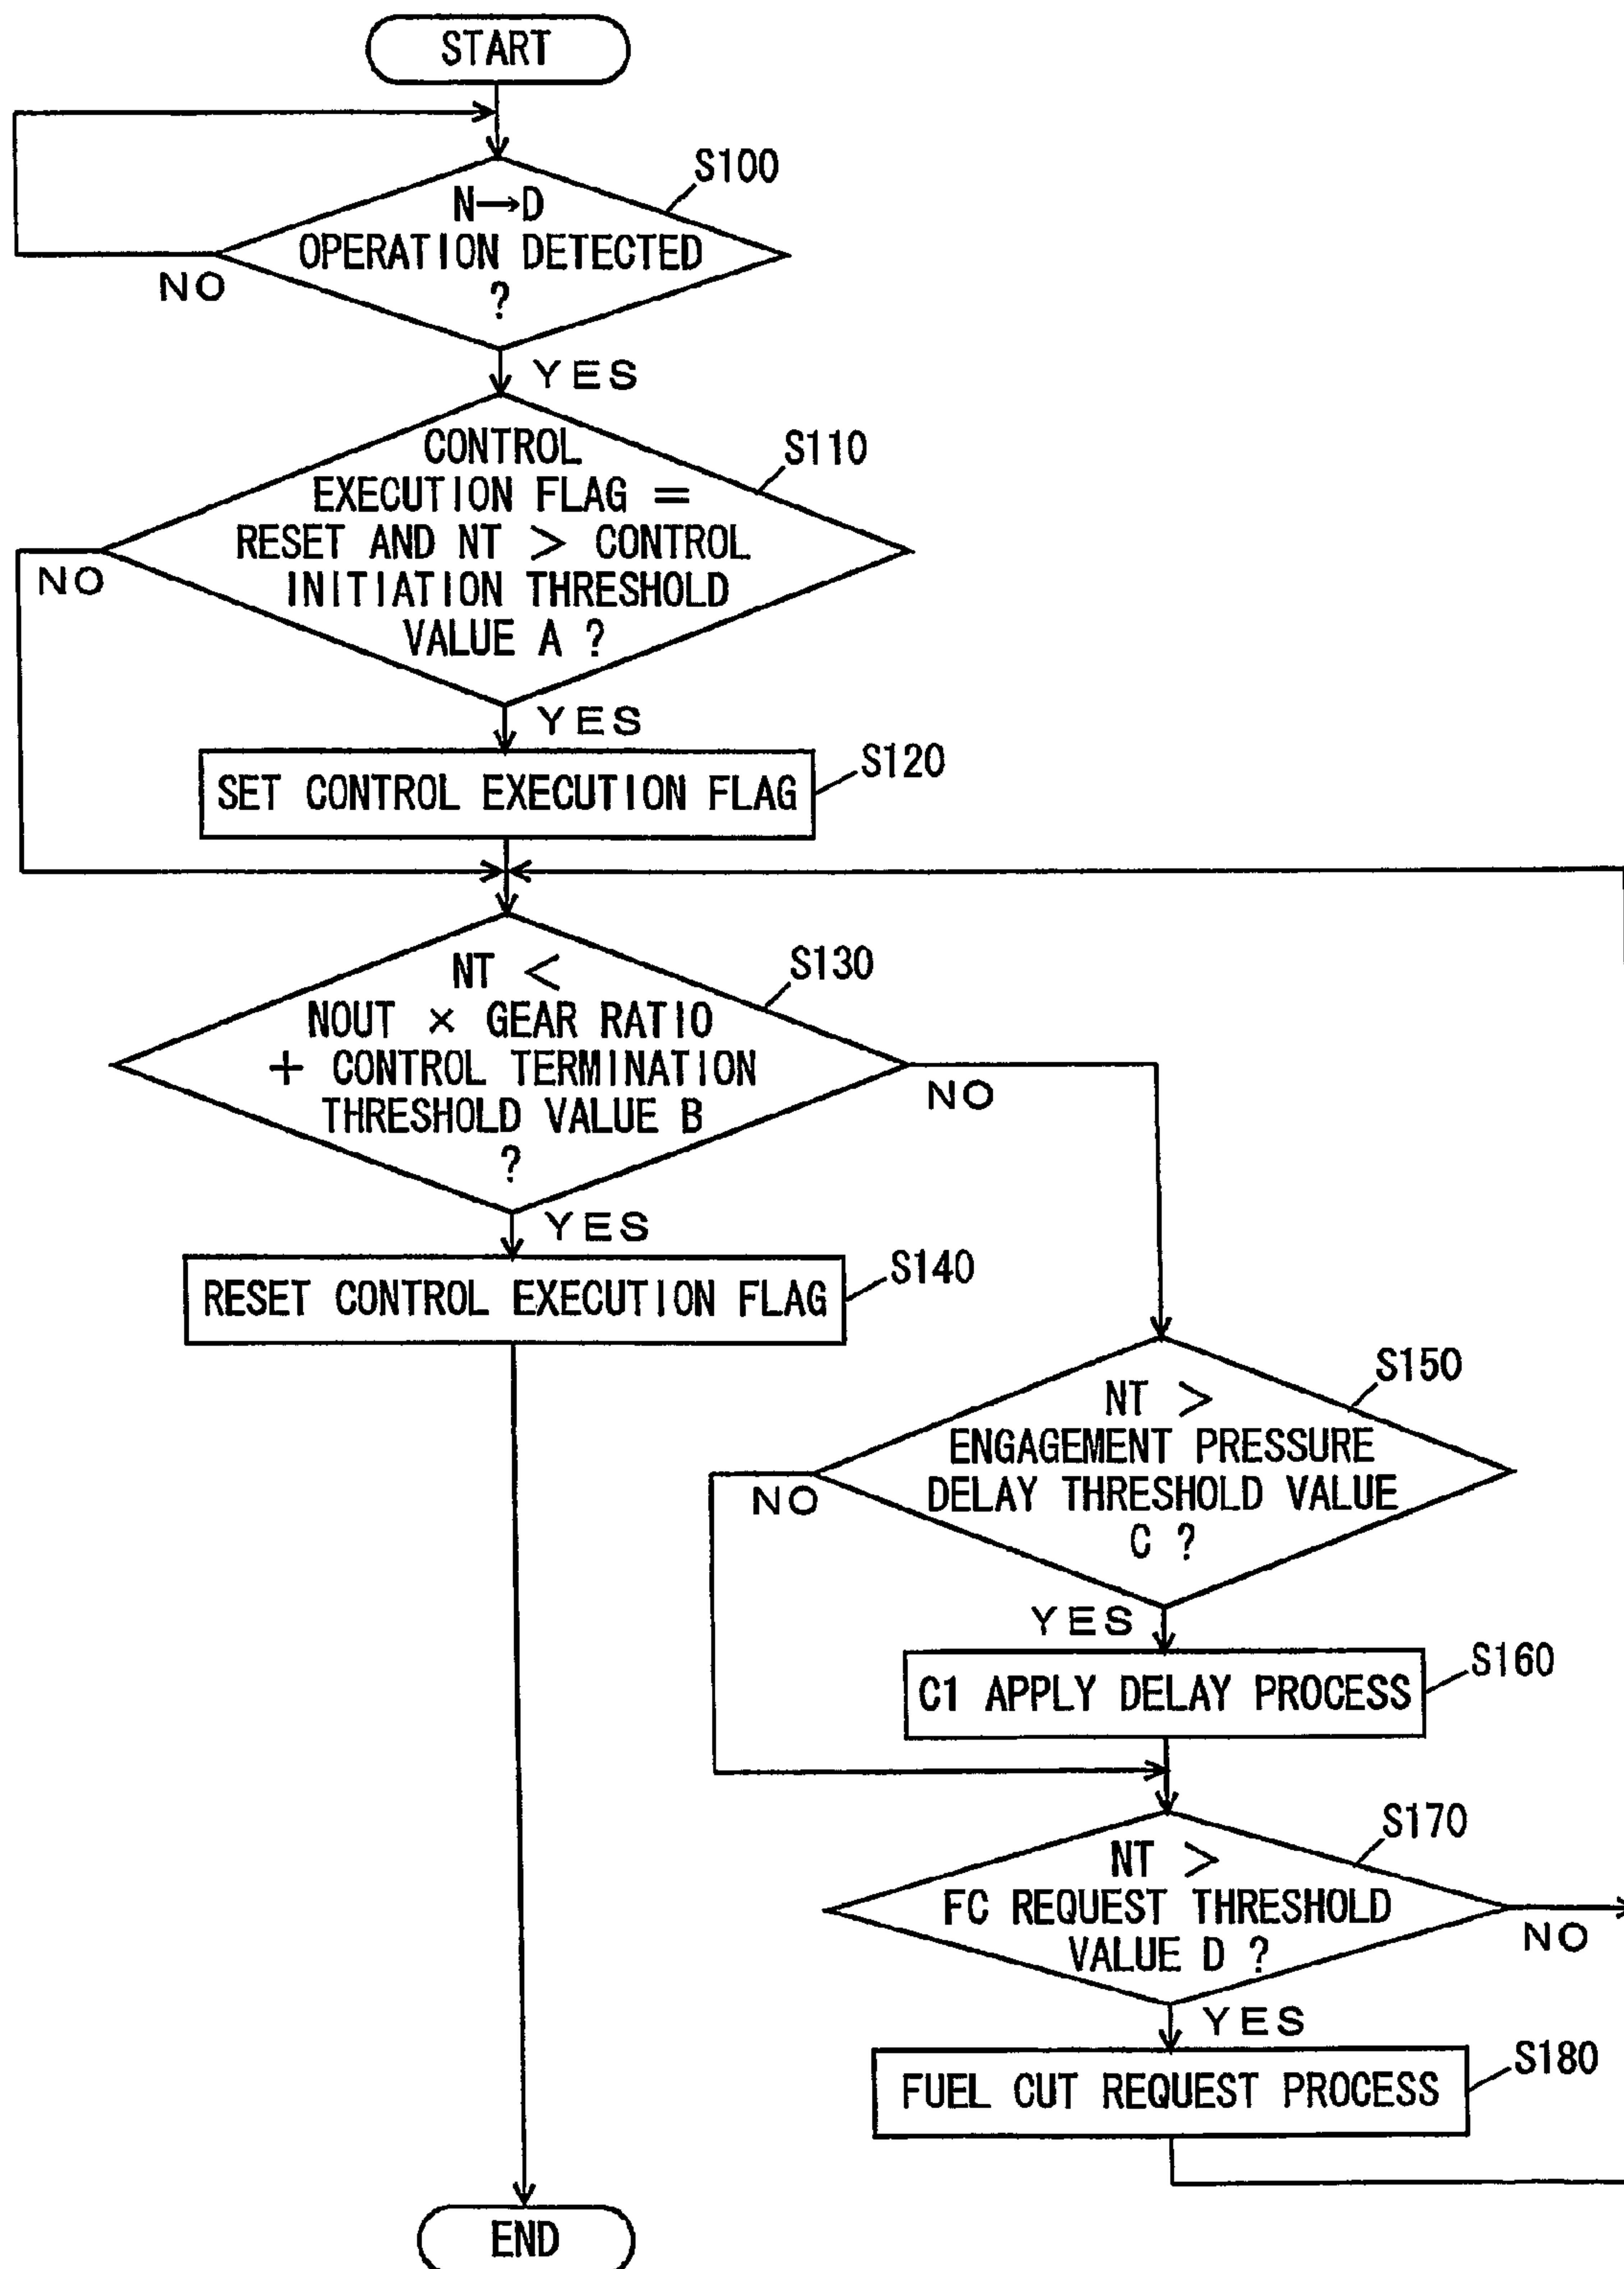 START
S100
N→D
OPERATION DETECTED
?
NO
YES
S110
CONTROL
EXECUTION FLAG =
RESET AND NT > CONTROL
INITIATION THRESHOLD
VALUE A ?
NO
YES
S120
SET CONTROL EXECUTION FLAG
S130
NT <
NOUT × GEAR RATIO
+ CONTROL TERMINATION
THRESHOLD VALUE B
?
NO
YES
S140
RESET CONTROL EXECUTION FLAG
S150
NT >
ENGAGEMENT PRESSURE
DELAY THRESHOLD VALUE
C ?
NO
YES
S160
C1 APPLY DELAY PROCESS
S170
NT >
FC REQUEST THRESHOLD
VALUE D ?
NO
YES
S180
FUEL CUT REQUEST PROCESS
END